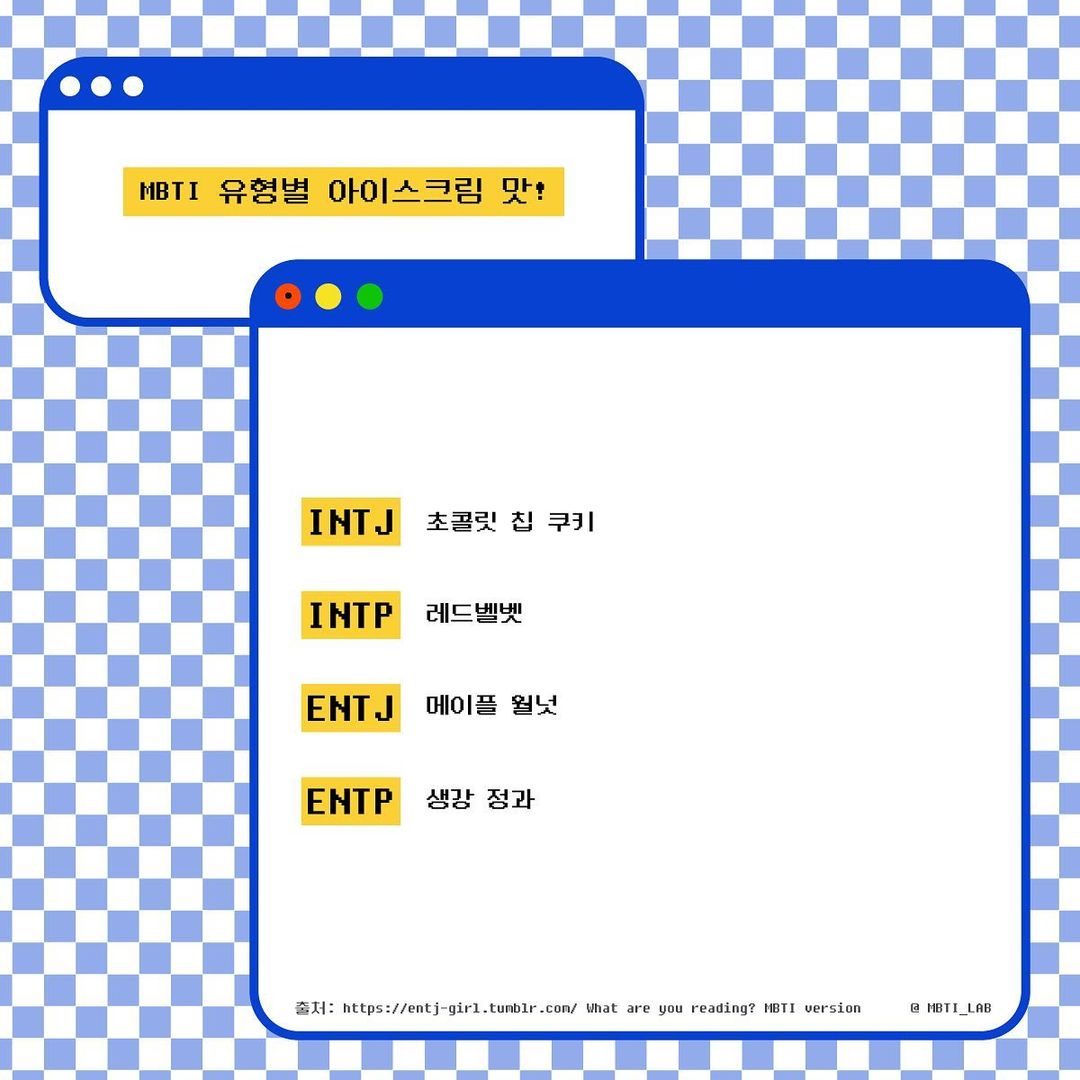 MBTI 유형별 아이스크림 맛!
INTJ 초콜릿 칩 쿠키
INTP 레드벨벳
ENTJ 메이플 월넛
ENTP 생강 정과
출처: https://entj-girl.tumblr.com/ What are you reading? MBTI version @ MBTI_LAB